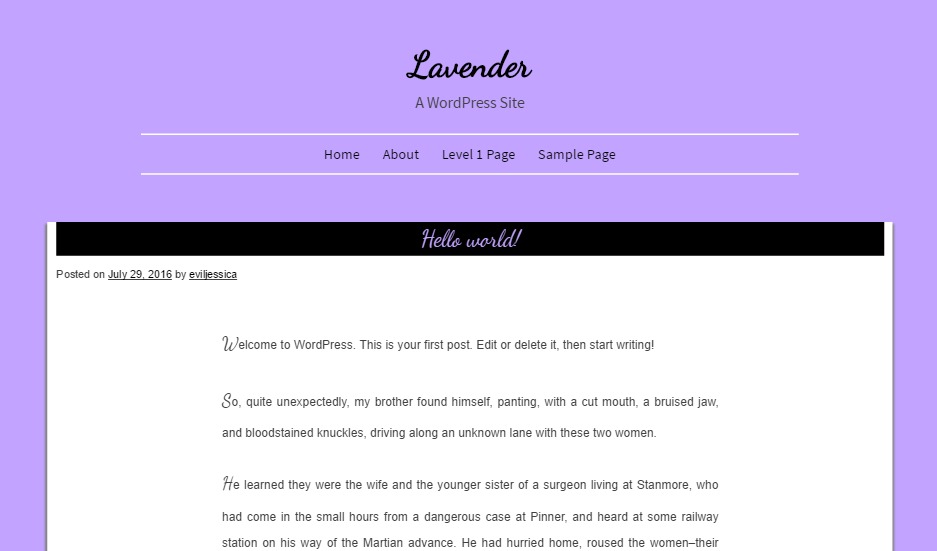 Lavender
A WordPress Site
Home About Level 1 Page Sample Page
Hello world!
Posted on July 29, 2016 by eviljessica
Welcome to WordPress. This is your first post. Edit or delete it, then start writing!
So, quite unexpectedly, my brother found himself, panting, with a cut mouth, a bruised jaw,
and bloodstained knuckles, driving along an unknown lane with these two women.
He learned they were the wife and the younger sister of a surgeon living at Stanmore, who
had come in the small hours from a dangerous case at Pinner, and heard at some railway
station on his way of the Martian advance. He had hurried home, roused the women–their